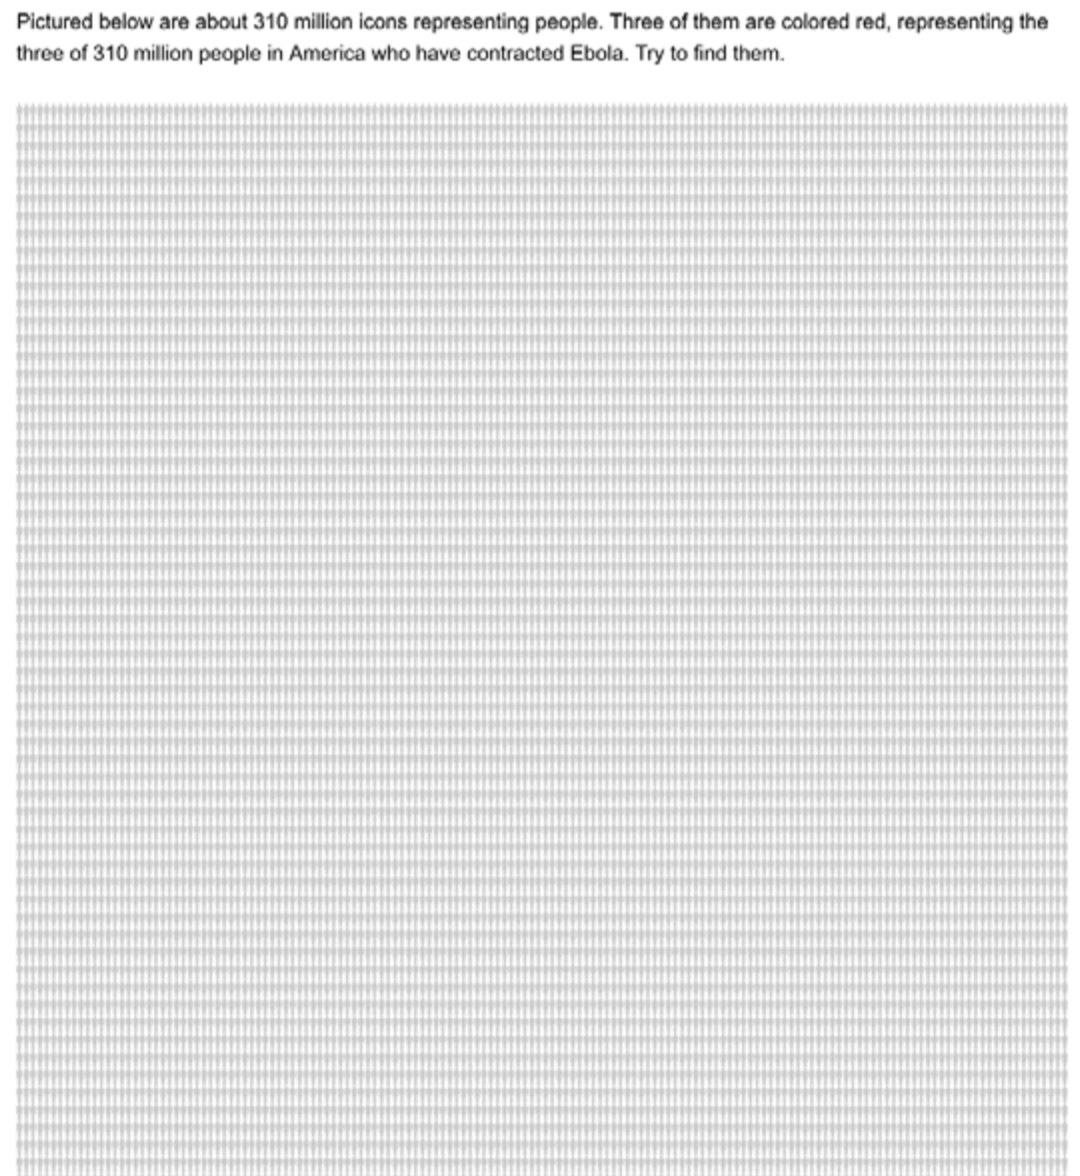 Pictured below are about 310 million icons representing people. Three of them are colored red, representing the
three of 310 million people in America who have contracted Ebola. Try to find them.